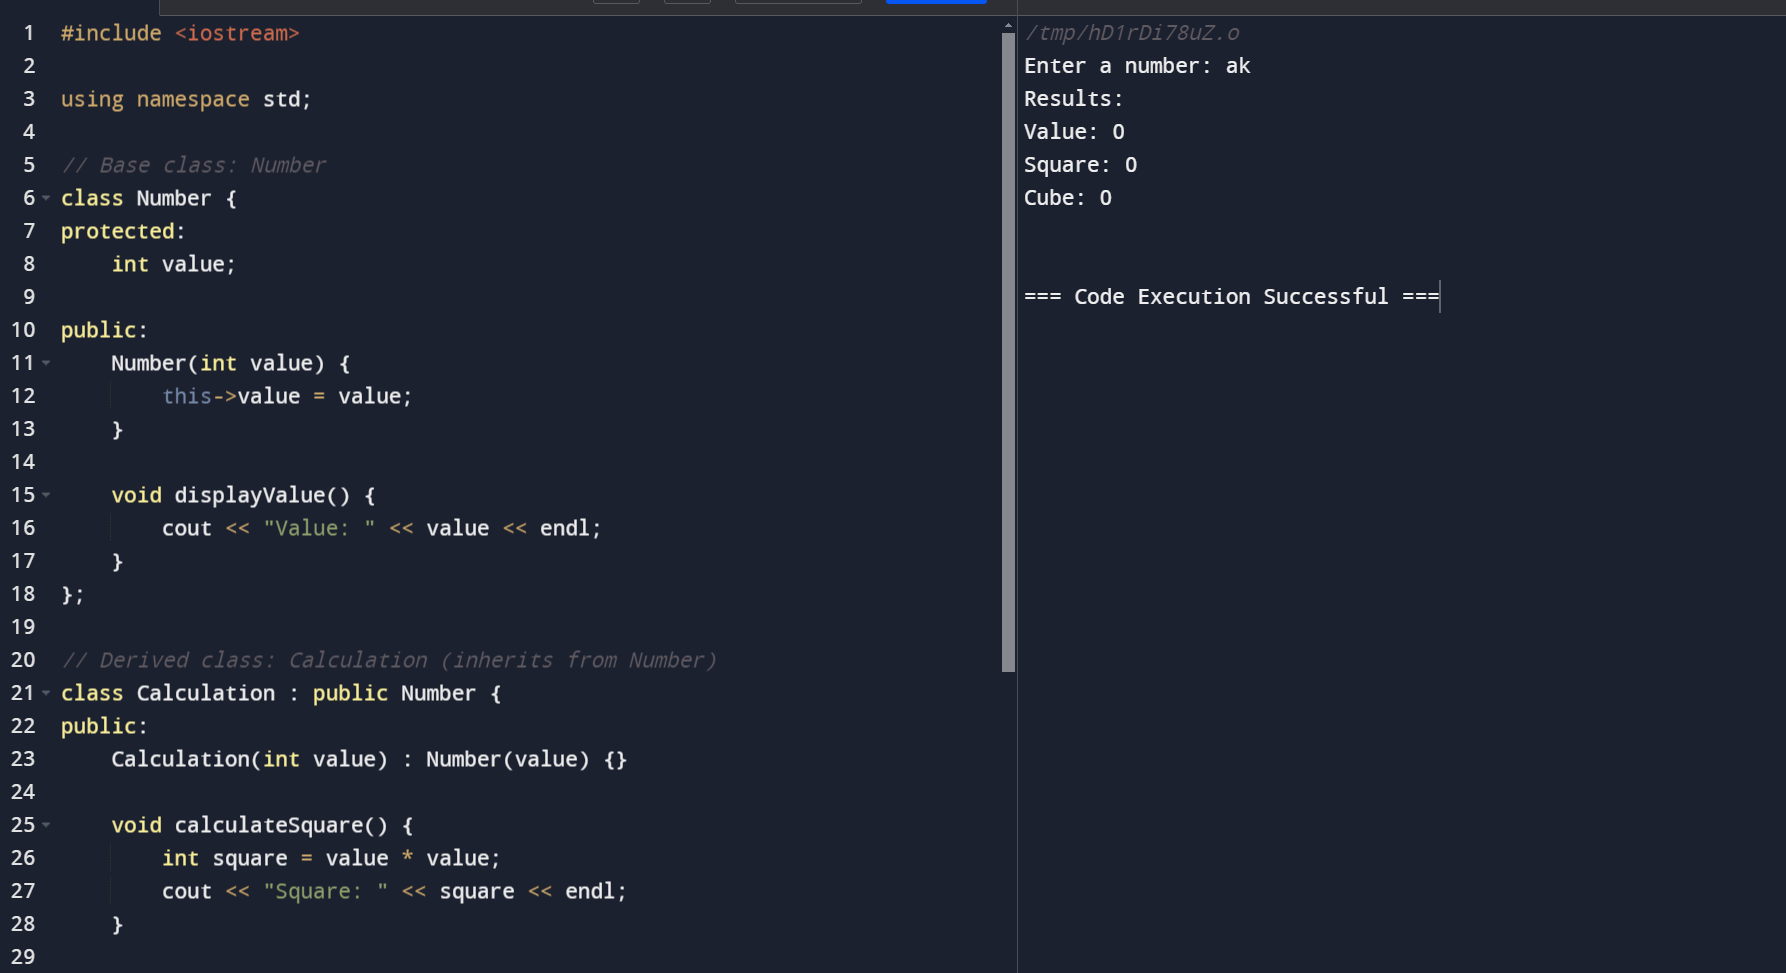 1 #include <iostream>
2
3 using namespace std;
4
5 // Base class: Number
6 class Number {
7 protected:
8     int value;
9
10 public:
11     Number(int value) {
12         this->value = value;
13     }
14
15     void displayValue() {
16         cout << "Value: " << value << endl;
17     }
18 };
19
20 // Derived class: Calculation (inherits from Number)
21 class Calculation : public Number {
22 public:
23     Calculation(int value) : Number(value) {}
24
25     void calculateSquare() {
26         int square = value * value;
27         cout << "Square: " << square << endl;
28     }
29
/tmp/hD1rDi78uZ.o
Enter a number: ak
Results:
Value: 0
Square: 0
Cube: 0
=== Code Execution Successful ===